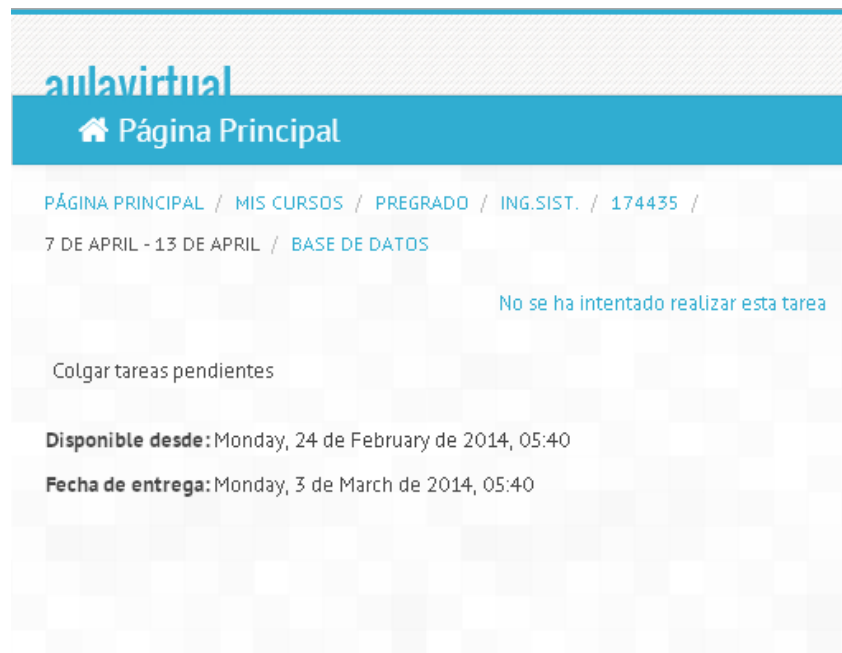 aulavirtual
Página Principal
PÁGINA PRINCIPAL / MIS CURSOS / PREGRADO / ING.SIST. / 174435 /
7 DE APRIL - 13 DE APRIL / BASE DE DATOS
No se ha intentado realizar esta tarea
Colgar tareas pendientes
Disponible desde: Monday, 24 de February de 2014, 05:40
Fecha de entrega: Monday, 3 de March de 2014, 05:40